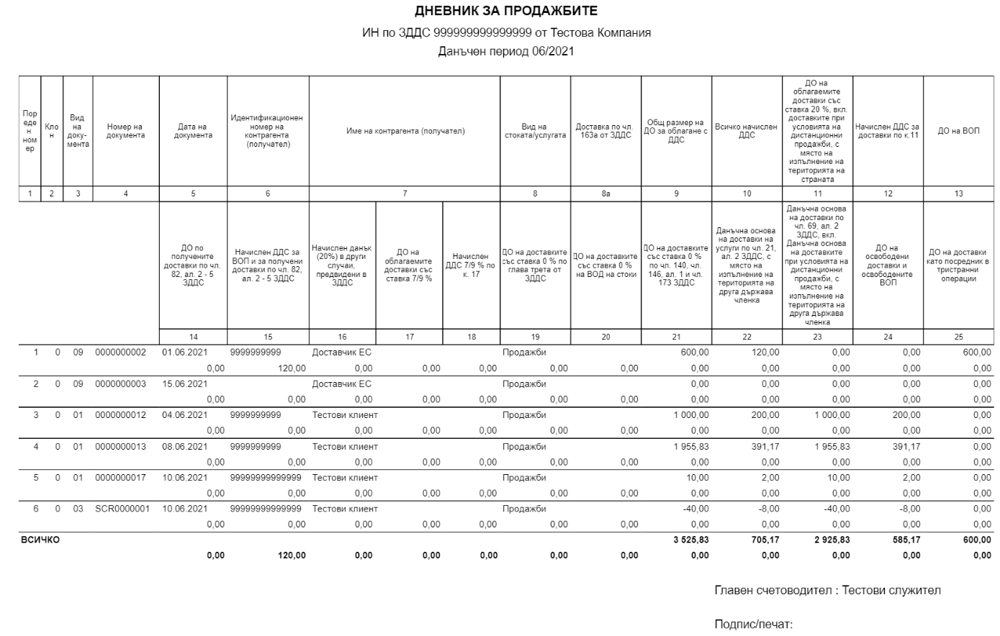 ДНЕВНИК ЗА ПРОДАЖБИТЕ
ИН по ЗДДС 999999999999999 от Тестова Компания
Данъчен период 06/2021
Пор еде н ном ер | Кло н | Вид на доку- мента | Номер на документа | Дата на документа | Идентификационен номер на контрагента (получател) | Име на контрагента (получател) | Вид на стоката/услугата | Доставка по чл. 163а от ЗДДС | Общ размер на ДО за облагане с ДДС | Всичко начислен ДДС | ДО на облагаемите доставки със ставка 20 %, вкл. доставките при условията на дистанционни продажби, с място на изпълнение на територията на страната | Начислен ДДС за доставки по к.11 | ДО на ВОП
1 2 3 4 5 6 7 8 8а 9 10 11 12 13
ДО по получените доставки по чл. 82, ал. 2 - 5 ЗДДС | Начислен ДДС за ВОП и за получени доставки по чл. 82, ал. 2 - 5 ЗДДС | Начислен данък (20%) в други случаи, предвидени в ЗДДС | ДО на облагаемите доставки със ставка 7/9 % | Начислен ДДС 7/9 % по к. 17 | ДО на доставките със ставка 0 % по глава трета от ЗДДС | ДО на доставките със ставка 0 % на ВОД на стоки | ДО на доставките със ставка 0 % по чл. 140, чл. 146, ал. 1 и чл. 173 ЗДДС | Данъчна основа на доставки на услуги по чл. 21, ал. 2 ЗДДС, с място на изпълнение на територията на друга държава членка | Данъчна основа на доставки по чл. 69, ал. 2 ЗДДС, вкл. Данъчна основа на доставките при условията на дистанционни продажби, с място на изпълнение на територията на друга държава членка | ДО на освободени доставки и освободените ВОП | ДО на доставки като посредник в тристранни операции
14 15 16 17 18 19 20 21 22 23 24 25
1 0 09 0000000002 01.06.2021 9999999999 Доставчик ЕС Продажби 600,00 120,00 0,00 0,00 600,00
0,00 120,00 0,00 0,00 0,00 0,00 0,00 0,00 0,00 0,00 0,00 0,00
2 0 09 0000000003 15.06.2021 Доставчик ЕС Продажби 0,00 0,00 0,00 0,00 0,00
0,00 0,00 0,00 0,00 0,00 0,00 0,00 0,00 0,00 0,00 0,00 0,00
3 0 01 0000000012 04.06.2021 9999999999 Тестови клиент Продажби 1 000,00 200,00 1 000,00 200,00 0,00
0,00 0,00 0,00 0,00 0,00 0,00 0,00 0,00 0,00 0,00 0,00 0,00
4 0 01 0000000013 08.06.2021 9999999999 Тестови клиент Продажби 1 955,83 391,17 1 955,83 391,17 0,00
0,00 0,00 0,00 0,00 0,00 0,00 0,00 0,00 0,00 0,00 0,00 0,00
5 0 01 0000000017 10.06.2021 99999999999999 Тестови клиент Продажби 10,00 2,00 10,00 2,00 0,00
0,00 0,00 0,00 0,00 0,00 0,00 0,00 0,00 0,00 0,00 0,00 0,00
6 0 03 SCR0000001 10.06.2021 99999999999999 Тестови клиент Продажби -40,00 -8,00 -40,00 -8,00 0,00
0,00 0,00 0,00 0,00 0,00 0,00 0,00 0,00 0,00 0,00 0,00 0,00
ВСИЧКО 3 525,83 705,17 2 925,83 585,17 600,00
0,00 120,00 0,00 0,00 0,00 0,00 0,00 0,00 0,00 0,00 0,00 0,00
Главен счетоводител : Тестови служител
Подпис/печат: